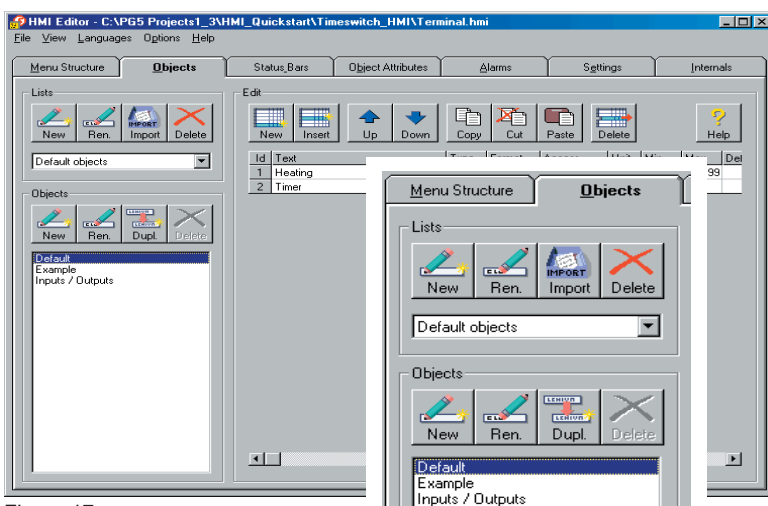 HMI Editor - C:\PG5 Projects1_3\HMI_Quickstart\Timeswitch_HMI\Terminal.hmi
File View Languages Options Help
Menu Structure Objects Status Bars Object Attributes Alarms Settings Internals
Lists
New Ren. Import Delete
Default objects
Objects
New Ren. Dupl. Delete
Default
Example
Inputs / Outputs
Edit
New Insert Up Down Copy Cut Paste Delete Help
Id Text
1 Heating 99
2 Timer
Menu Structure Objects
Lists
IMPORT
New Ren. Import Delete
Default objects
Objects
New Ren. Dupl. Delete
Default
Example
Inputs / Outputs